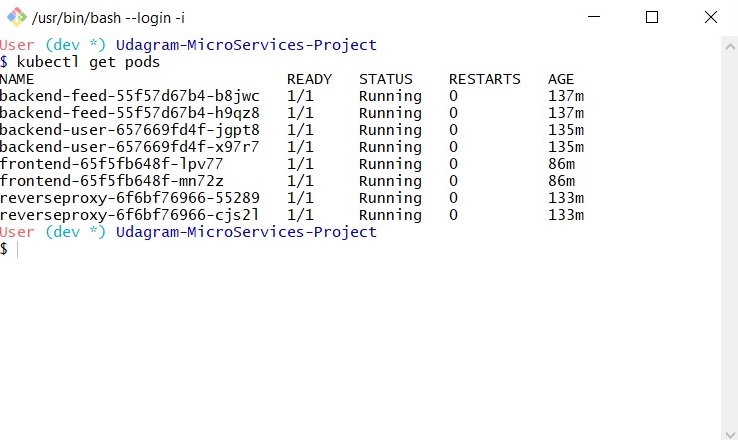 /usr/bin/bash --login -i
User (dev *) Udagram-MicroServices-Project
$ kubectl get pods
NAME READY STATUS RESTARTS AGE
backend-feed-55f57d67b4-b8jwc 1/1 Running 0 137m
backend-feed-55f57d67b4-h9qz8 1/1 Running 0 137m
backend-user-657669fd4f-jgpt8 1/1 Running 0 135m
backend-user-657669fd4f-x97r7 1/1 Running 0 135m
frontend-65f5fb648f-lpv77 1/1 Running 0 86m
frontend-65f5fb648f-mn72z 1/1 Running 0 86m
reverseproxy-6f6bf76966-55289 1/1 Running 0 133m
reverseproxy-6f6bf76966-cjs2l 1/1 Running 0 133m
User (dev *) Udagram-MicroServices-Project
$